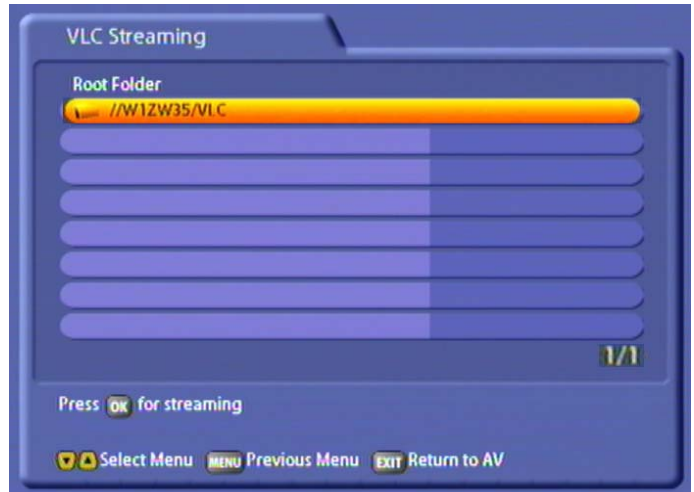 VLC Streaming
Root Folder
//W1ZW35/VLC
1/1
Press OK for streaming
Select Menu MENU Previous Menu EXIT Return to AV